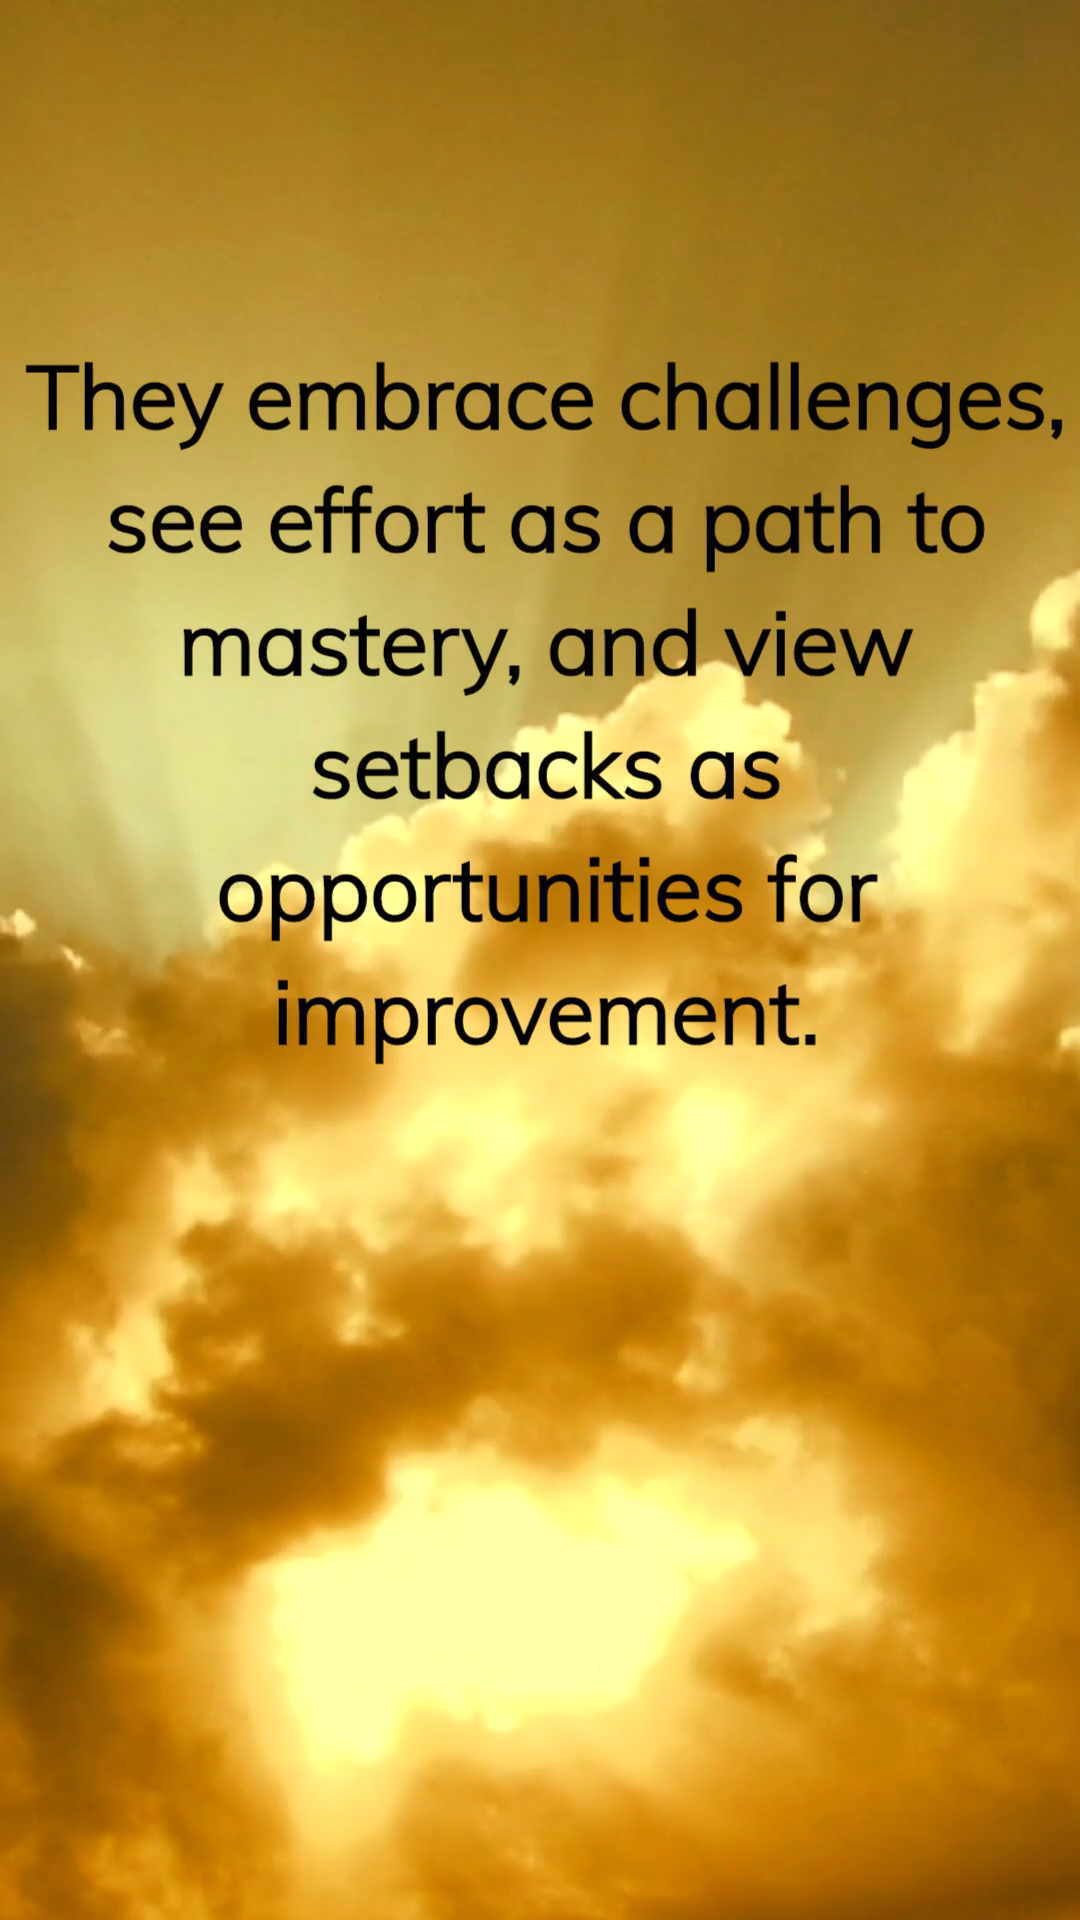 They embrace challenges,
see effort as a path to
mastery, and view
setbacks as
opportunities for
improvement.